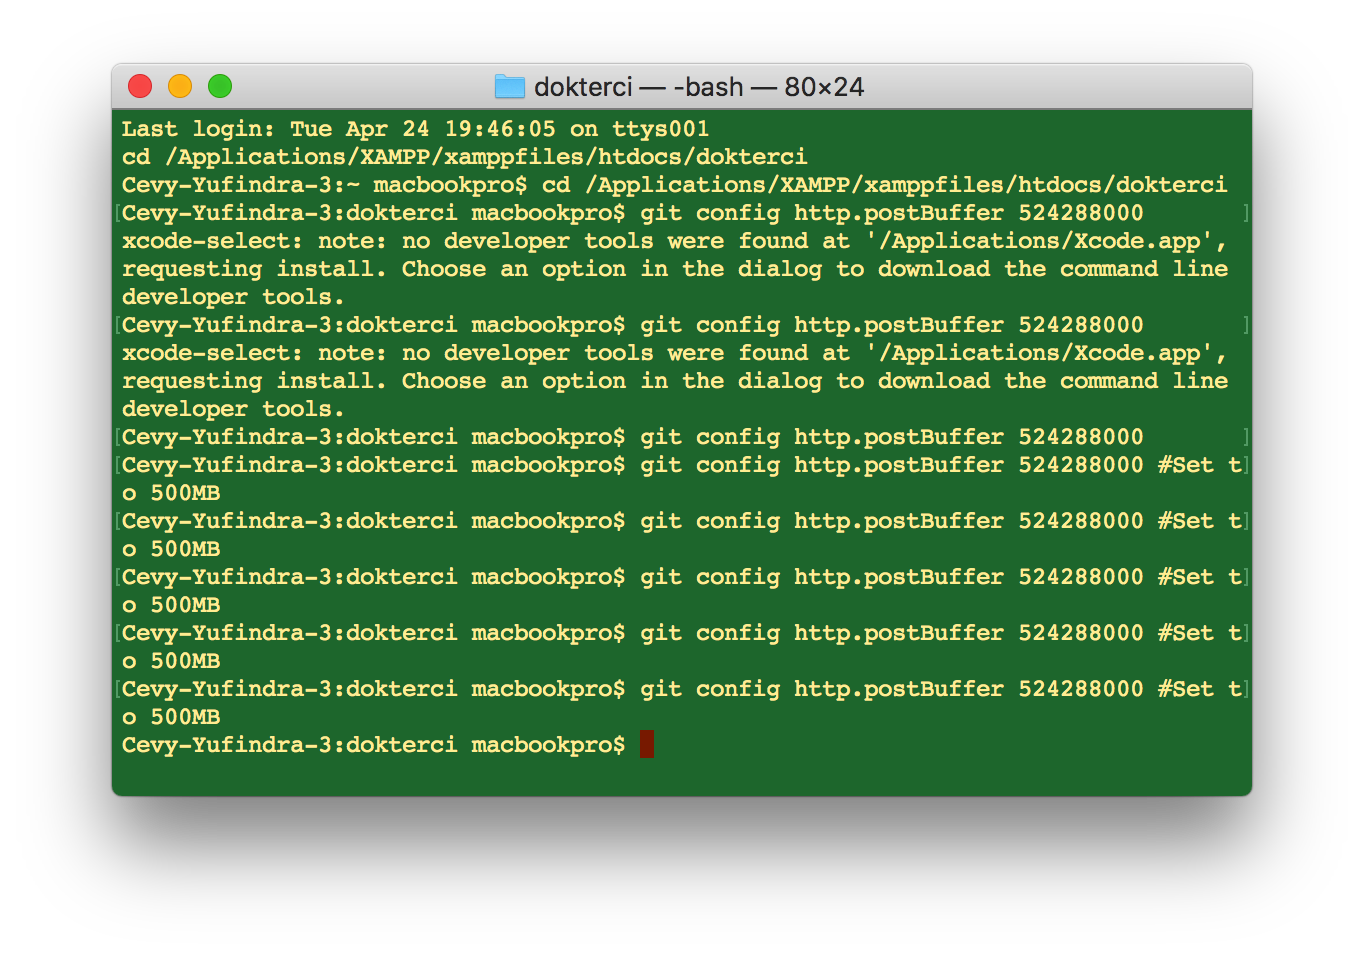 dokterci — -bash — 80×24
Last login: Tue Apr 24 19:46:05 on ttys001
cd /Applications/XAMPP/xamppfiles/htdocs/dokterci
Cevy-Yufindra-3:~ macbookpro$ cd /Applications/XAMPP/xamppfiles/htdocs/dokterci
[Cevy-Yufindra-3:dokterci macbookpro$ git config http.postBuffer 524288000 ]
xcode-select: note: no developer tools were found at '/Applications/Xcode.app',
requesting install. Choose an option in the dialog to download the command line
developer tools.
[Cevy-Yufindra-3:dokterci macbookpro$ git config http.postBuffer 524288000 ]
xcode-select: note: no developer tools were found at '/Applications/Xcode.app',
requesting install. Choose an option in the dialog to download the command line
developer tools.
[Cevy-Yufindra-3:dokterci macbookpro$ git config http.postBuffer 524288000 ]
[Cevy-Yufindra-3:dokterci macbookpro$ git config http.postBuffer 524288000 #Set t]
o 500MB
[Cevy-Yufindra-3:dokterci macbookpro$ git config http.postBuffer 524288000 #Set t]
o 500MB
[Cevy-Yufindra-3:dokterci macbookpro$ git config http.postBuffer 524288000 #Set t]
o 500MB
[Cevy-Yufindra-3:dokterci macbookpro$ git config http.postBuffer 524288000 #Set t]
o 500MB
[Cevy-Yufindra-3:dokterci macbookpro$ git config http.postBuffer 524288000 #Set t]
o 500MB
Cevy-Yufindra-3:dokterci macbookpro$